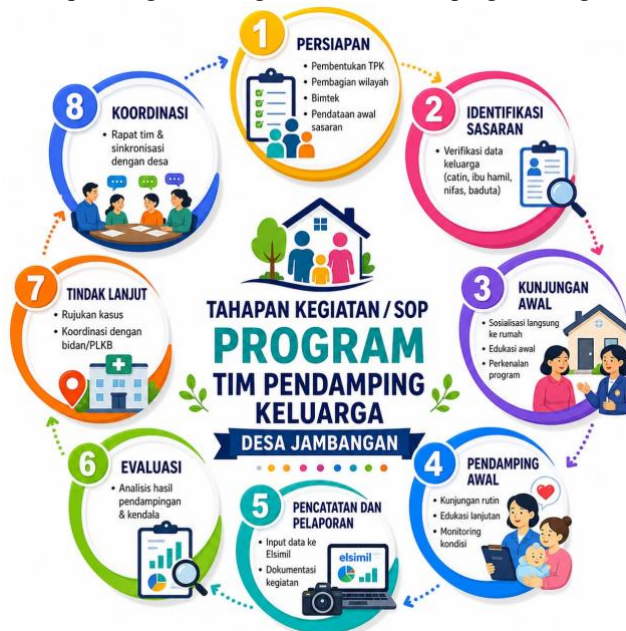 1
PERSIAPAN
• Pembentukan TPK
• Pembagian wilayah
• Bimtek
• Pendataan awal
sasaran
2
IDENTIFIKASI
SASARAN
• Verifikasi data
keluarga
(catin, ibu hamil,
nifas, baduta)
3
KUNJUNGAN
AWAL
• Sosialisasi langsung
ke rumah
• Edukasi awal
• Perkenalan
program
4
PENDAMPING
AWAL
• Kunjungan rutin
• Edukasi lanjutan
• Monitoring
kondisi
5
PENCATATAN DAN
PELAPORAN
• Input data ke
Elsimil
• Dokumentasi
kegiatan
elsimil
6
EVALUASI
• Analisis hasil
pendampingan
& kendala
7
TINDAK LANJUT
• Rujukan kasus
• Koordinasi dengan
bidan/PLKB
8
KOORDINASI
• Rapat tim &
sinkronisasi
dengan desa
TAHAPAN KEGIATAN / SOP
PROGRAM
TIM PENDAMPING
KELUARGA
DESA JAMBANGAN